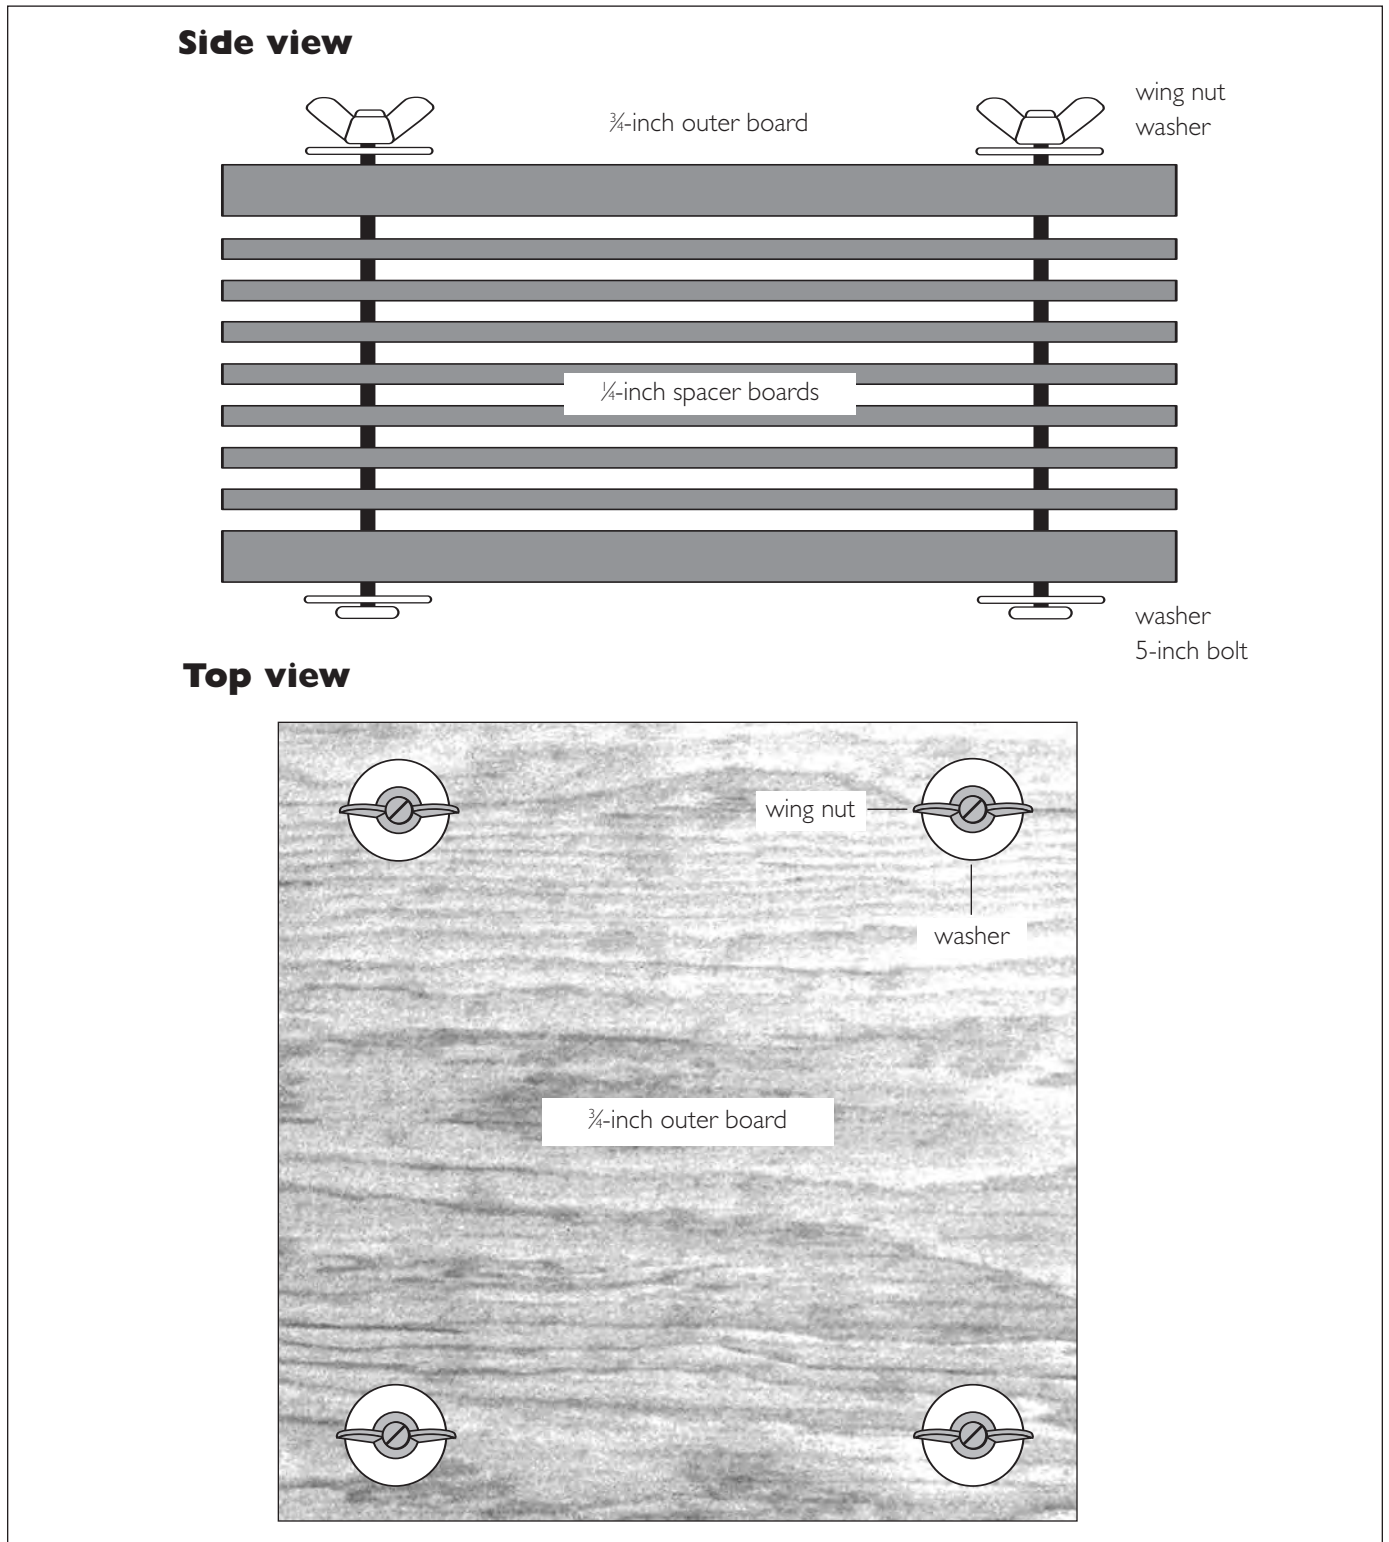 Side view
wing nut
¾-inch outer board
washer
¼-inch spacer boards
washer
5-inch bolt
Top view
wing nut
washer
¾-inch outer board